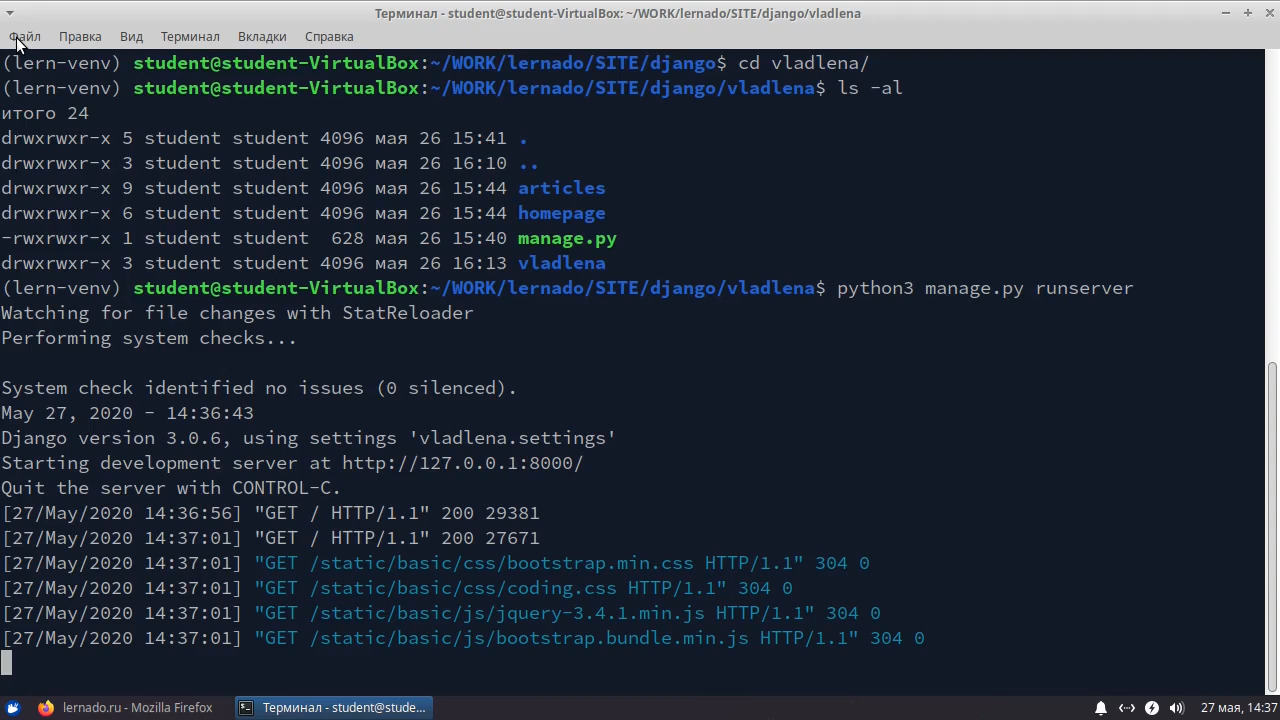 Терминал - student@student-VirtualBox: ~/WORK/lernado/SITE/django/vladlena
Файл Правка Вид Терминал Вкладки Справка
(lern-venv) student@student-VirtualBox:~/WORK/lernado/SITE/django$ cd vladlena/
(lern-venv) student@student-VirtualBox:~/WORK/lernado/SITE/django/vladlena$ ls -al
итого 24
drwxrwxr-x 5 student student 4096 мая 26 15:41 .
drwxrwxr-x 3 student student 4096 мая 26 16:10 ..
drwxrwxr-x 9 student student 4096 мая 26 15:44 articles
drwxrwxr-x 6 student student 4096 мая 26 15:44 homepage
-rwxrwxr-x 1 student student  628 мая 26 15:40 manage.py
drwxrwxr-x 3 student student 4096 мая 26 16:13 vladlena
(lern-venv) student@student-VirtualBox:~/WORK/lernado/SITE/django/vladlena$ python3 manage.py runserver
Watching for file changes with StatReloader
Performing system checks...
System check identified no issues (0 silenced).
May 27, 2020 - 14:36:43
Django version 3.0.6, using settings 'vladlena.settings'
Starting development server at http://127.0.0.1:8000/
Quit the server with CONTROL-C.
[27/May/2020 14:36:56] "GET / HTTP/1.1" 200 29381
[27/May/2020 14:37:01] "GET / HTTP/1.1" 200 27671
[27/May/2020 14:37:01] "GET /static/basic/css/bootstrap.min.css HTTP/1.1" 304 0
[27/May/2020 14:37:01] "GET /static/basic/css/coding.css HTTP/1.1" 304 0
[27/May/2020 14:37:01] "GET /static/basic/js/jquery-3.4.1.min.js HTTP/1.1" 304 0
[27/May/2020 14:37:01] "GET /static/basic/js/bootstrap.bundle.min.js HTTP/1.1" 304 0
lernado.ru - Mozilla Firefox Терминал - student@stude... 27 мая, 14:37